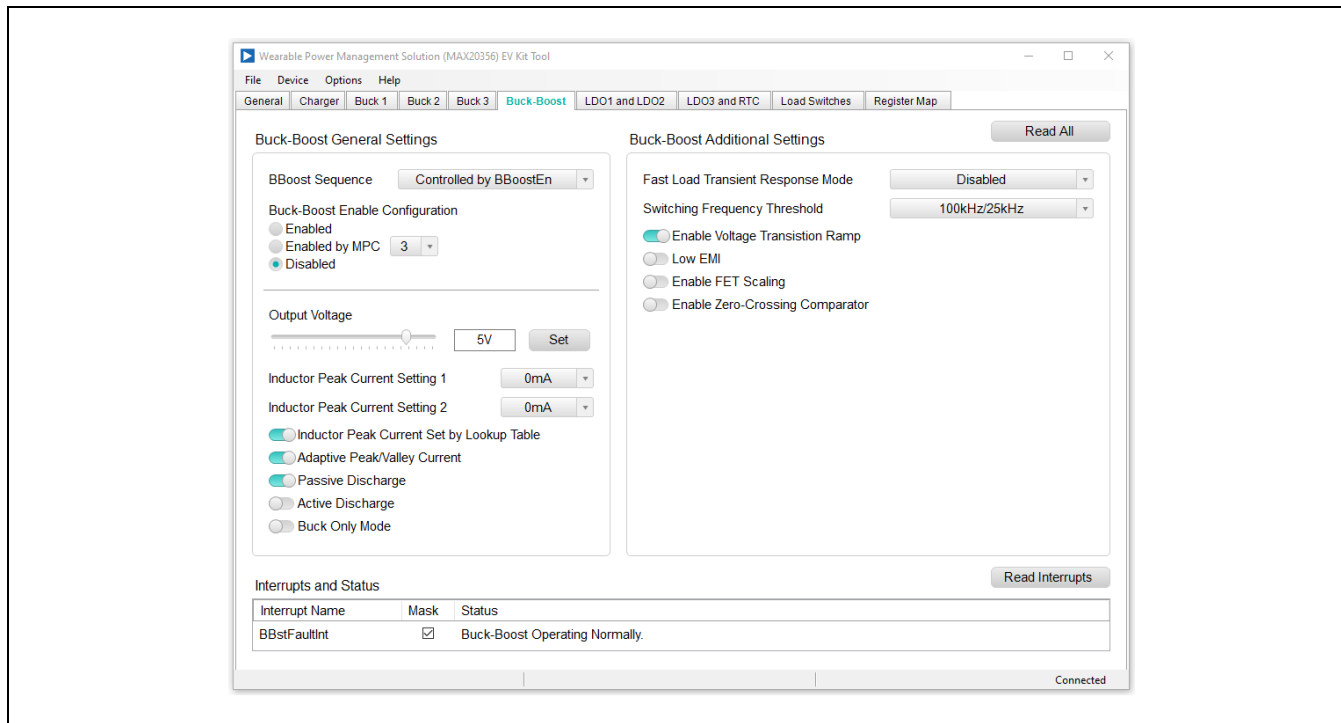 Wearable Power Management Solution (MAX20356) EV Kit Tool
File Device Options Help
General Charger Buck 1 Buck 2 Buck 3 Buck-Boost LDO1 and LDO2 LDO3 and RTC Load Switches Register Map
Read All
Buck-Boost General Settings
BBoost Sequence Controlled by BBoostEn
Buck-Boost Enable Configuration
Enabled
Enabled by MPC 3
Disabled
Output Voltage
5V Set
Inductor Peak Current Setting 1 0mA
Inductor Peak Current Setting 2 0mA
Inductor Peak Current Set by Lookup Table
Adaptive Peak/Valley Current
Passive Discharge
Active Discharge
Buck Only Mode
Buck-Boost Additional Settings
Fast Load Transient Response Mode Disabled
Switching Frequency Threshold 100kHz/25kHz
Enable Voltage Transistion Ramp
Low EMI
Enable FET Scaling
Enable Zero-Crossing Comparator
Interrupts and Status
Read Interrupts
Interrupt Name Mask Status
BBstFaultInt Buck-Boost Operating Normally.
Connected